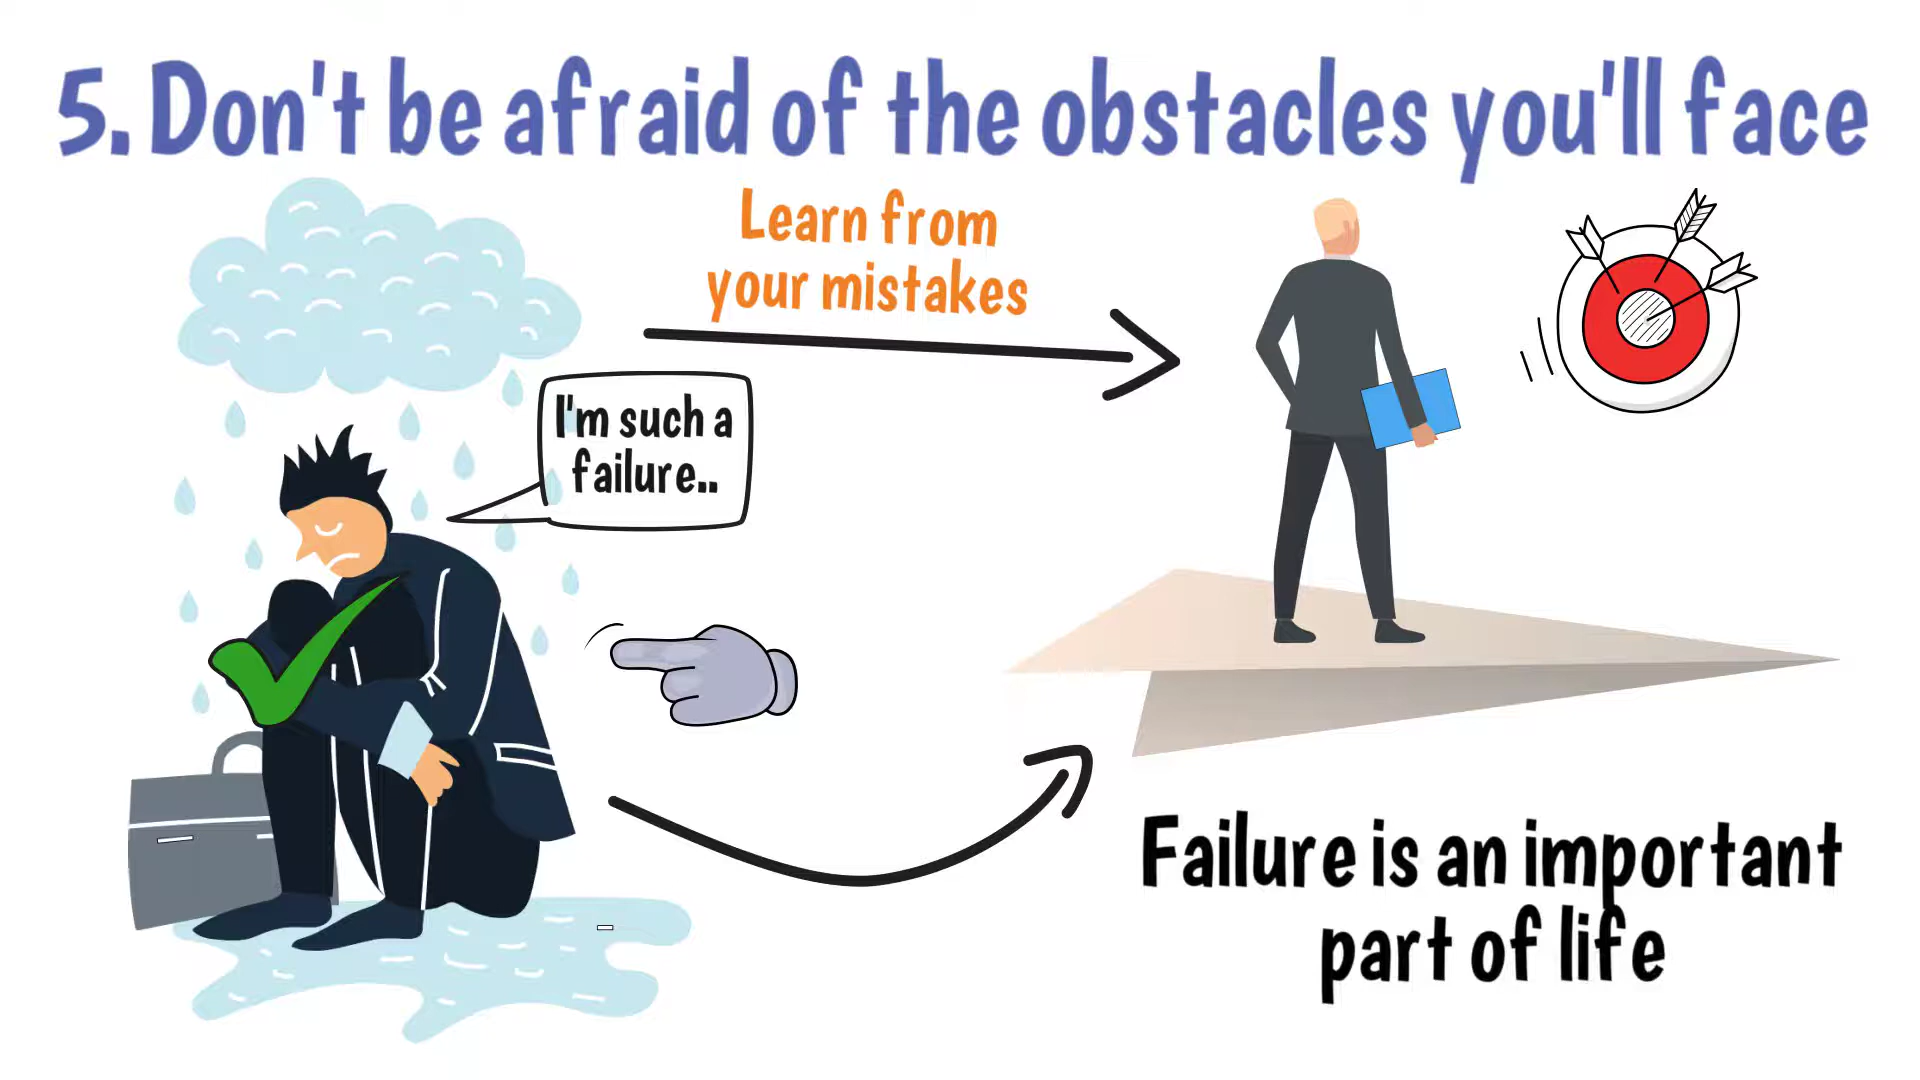 5. Don't be afraid of the obstacles you'll face
Learn from
your mistakes
I'm such a
failure..
Failure is an important
part of life